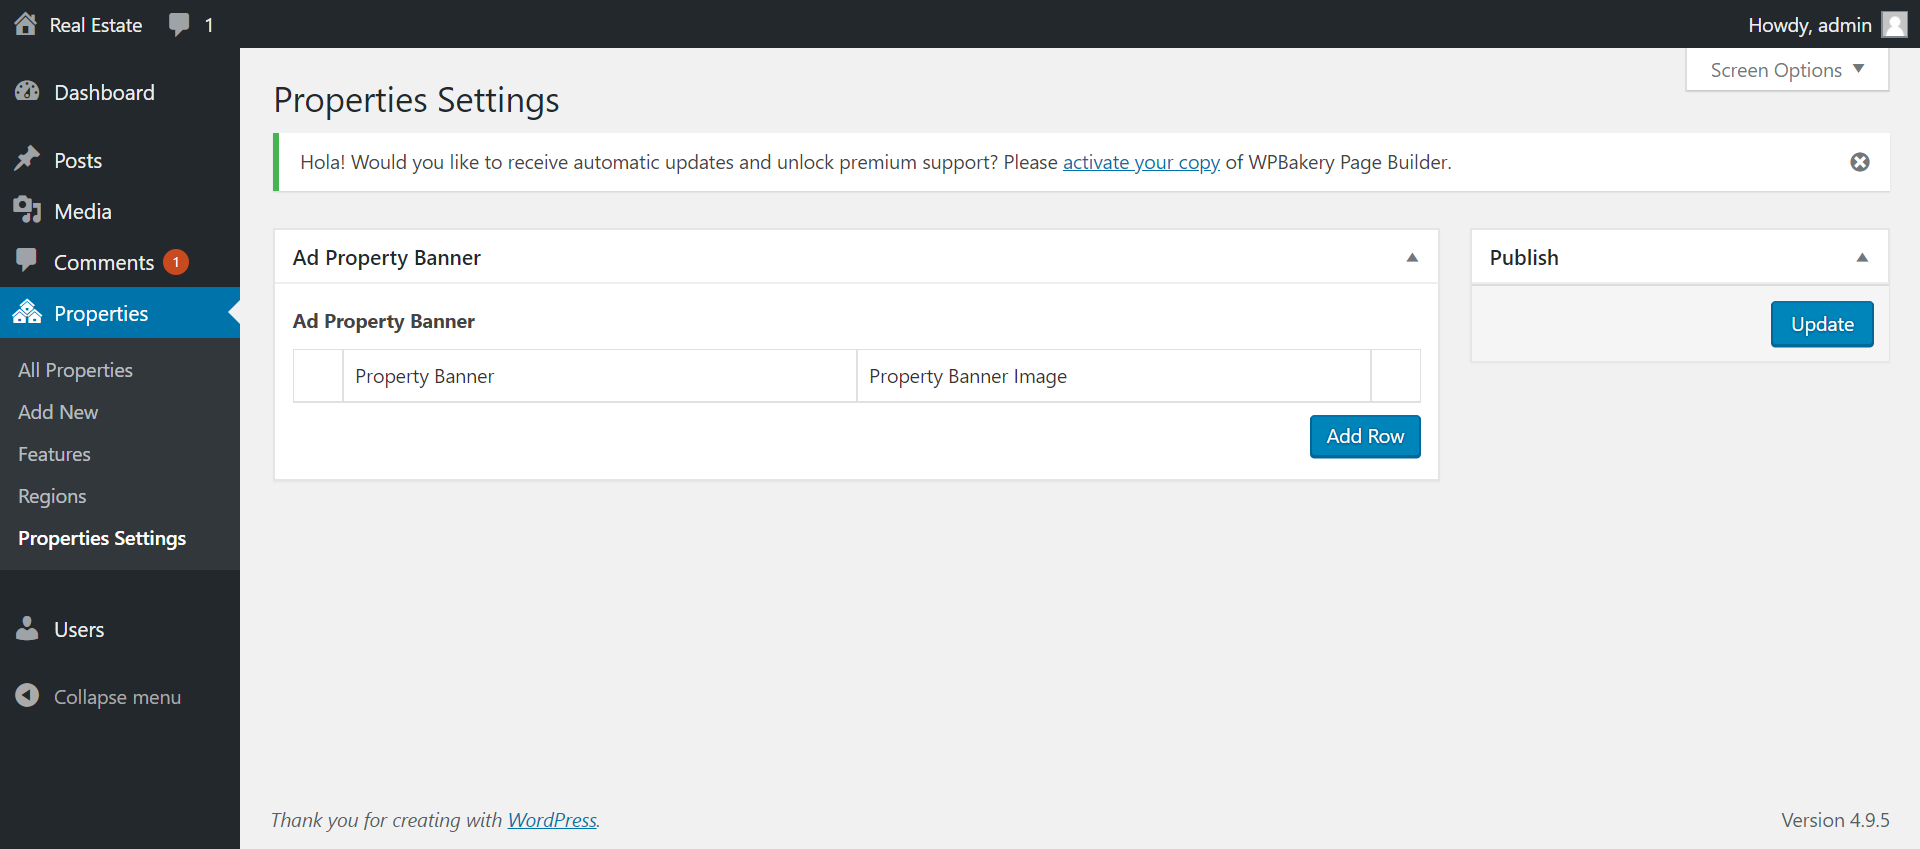 Real Estate 1 Howdy, admin
Screen Options
Dashboard
Posts
Media
Comments 1
Properties
All Properties
Add New
Features
Regions
Properties Settings
Users
Collapse menu
Properties Settings
Hola! Would you like to receive automatic updates and unlock premium support? Please activate your copy of WPBakery Page Builder.
Ad Property Banner
Ad Property Banner
Property Banner Property Banner Image
Add Row
Publish
Update
Thank you for creating with WordPress. Version 4.9.5